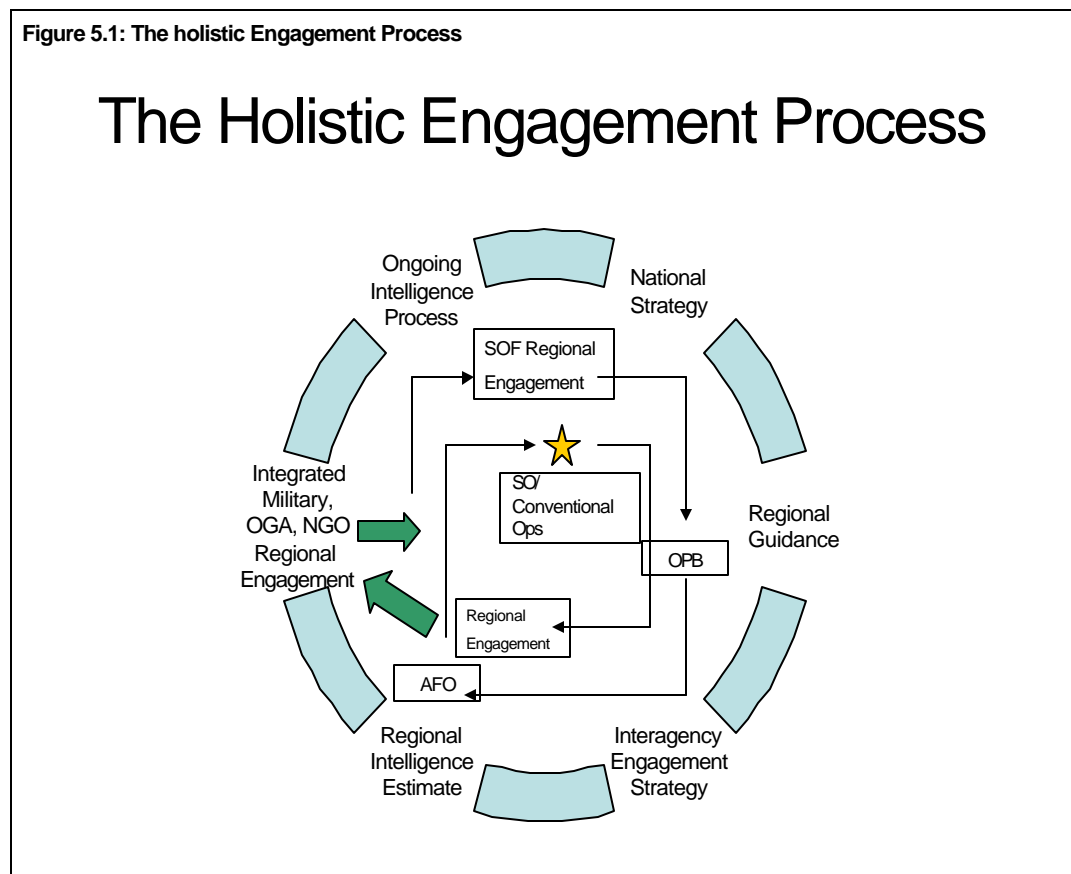 Figure 5.1: The holistic Engagement Process
The Holistic Engagement Process
Ongoing
Intelligence
Process
National
Strategy
SOF Regional
Engagement
Integrated
Military,
OGA, NGO
Regional
Engagement
SO/
Conventional
Ops
Regional
Guidance
OPB
Regional
Engagement
AFO
Regional
Intelligence
Estimate
Interagency
Engagement
Strategy